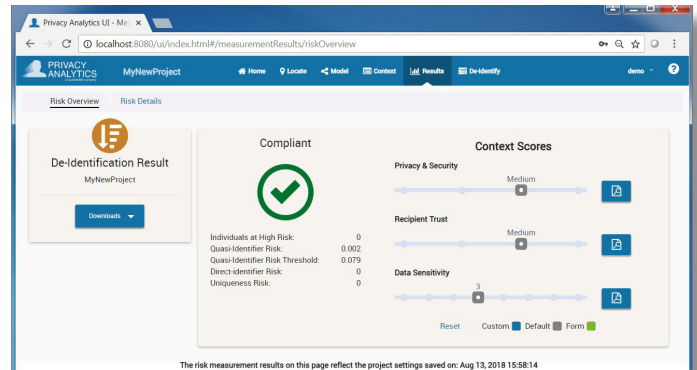 Privacy Analytics UI - Mea
localhost:8080/ui/index.html#/measurementResults/riskOverview
PRIVACY
ANALYTICS
MyNewProject
Home
Locate
Model
Context
Results
De-Identify
demo
?
Risk Overview
Risk Details
De-Identification Result
MyNewProject
Downloads
Compliant
Individuals at High Risk: 0
Quasi-Identifier Risk: 0.002
Quasi-Identifier Risk Threshold: 0.079
Direct-identifier Risk: 0
Uniqueness Risk: 0
Context Scores
Privacy & Security
Medium
Recipient Trust
Medium
Data Sensitivity
3
Reset Custom Default Form
The risk measurement results on this page reflect the project settings saved on: Aug 13, 2018 15:58:14